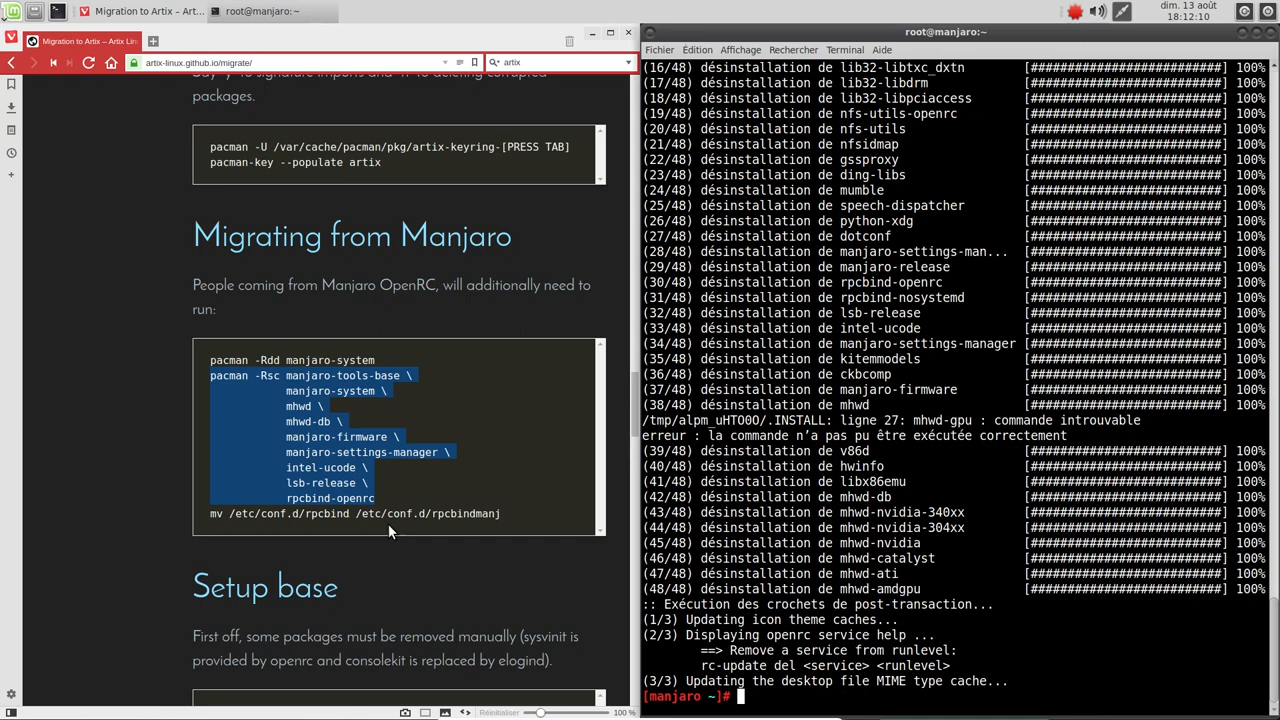 Migration to Artix – Art...
root@manjaro:~
dim. 13 août
18:12:10
Migration to Artix – Artix Lin
artix-linux.github.io/migrate/
artix
packages.
pacman -U /var/cache/pacman/pkg/artix-keyring-[PRESS TAB]
pacman-key --populate artix
Migrating from Manjaro
People coming from Manjaro OpenRC, will additionally need to
run:
pacman -Rdd manjaro-system
pacman -Rsc manjaro-tools-base \
manjaro-system \
mhwd \
mhwd-db \
manjaro-firmware \
manjaro-settings-manager \
intel-ucode \
lsb-release \
rpcbind-openrc
mv /etc/conf.d/rpcbind /etc/conf.d/rpcbindmanj
Setup base
First off, some packages must be removed manually (sysvinit is
provided by openrc and consolekit is replaced by elogind).
Réinitialiser
100 %
root@manjaro:~
Fichier Édition Affichage Rechercher Terminal Aide
(16/48) désinstallation de lib32-libtxc_dxtn [###########################] 100%
(17/48) désinstallation de lib32-libdrm [###########################] 100%
(18/48) désinstallation de lib32-libpciaccess [###########################] 100%
(19/48) désinstallation de nfs-utils-openrc [###########################] 100%
(20/48) désinstallation de nfs-utils [###########################] 100%
(21/48) désinstallation de nfsidmap [###########################] 100%
(22/48) désinstallation de gssproxy [###########################] 100%
(23/48) désinstallation de ding-libs [###########################] 100%
(24/48) désinstallation de mumble [###########################] 100%
(25/48) désinstallation de speech-dispatcher [###########################] 100%
(26/48) désinstallation de python-xdg [###########################] 100%
(27/48) désinstallation de dotconf [###########################] 100%
(28/48) désinstallation de manjaro-settings-man... [###########################] 100%
(29/48) désinstallation de manjaro-release [###########################] 100%
(30/48) désinstallation de rpcbind-openrc [###########################] 100%
(31/48) désinstallation de rpcbind-nosystemd [###########################] 100%
(32/48) désinstallation de lsb-release [###########################] 100%
(33/48) désinstallation de intel-ucode [###########################] 100%
(34/48) désinstallation de manjaro-settings-manager [###########################] 100%
(35/48) désinstallation de kitemmodels [###########################] 100%
(36/48) désinstallation de ckbcomp [###########################] 100%
(37/48) désinstallation de manjaro-firmware [###########################] 100%
(38/48) désinstallation de mhwd [###########################] 100%
/tmp/alpm_uHTO0O/.INSTALL: ligne 27: mhwd-gpu : commande introuvable
erreur : la commande n’a pas pu être exécutée correctement
(39/48) désinstallation de v86d [###########################] 100%
(40/48) désinstallation de hwinfo [###########################] 100%
(41/48) désinstallation de libx86emu [###########################] 100%
(42/48) désinstallation de mhwd-db [###########################] 100%
(43/48) désinstallation de mhwd-nvidia-340xx [###########################] 100%
(44/48) désinstallation de mhwd-nvidia-304xx [###########################] 100%
(45/48) désinstallation de mhwd-nvidia [###########################] 100%
(46/48) désinstallation de mhwd-catalyst [###########################] 100%
(47/48) désinstallation de mhwd-ati [###########################] 100%
(48/48) désinstallation de mhwd-amdgpu [###########################] 100%
:: Exécution des crochets de post-transaction...
(1/3) Updating icon theme caches...
(2/3) Displaying openrc service help ...
==> Remove a service from runlevel:
rc-update del <service> <runlevel>
(3/3) Updating the desktop file MIME type cache...
[manjaro ~]#